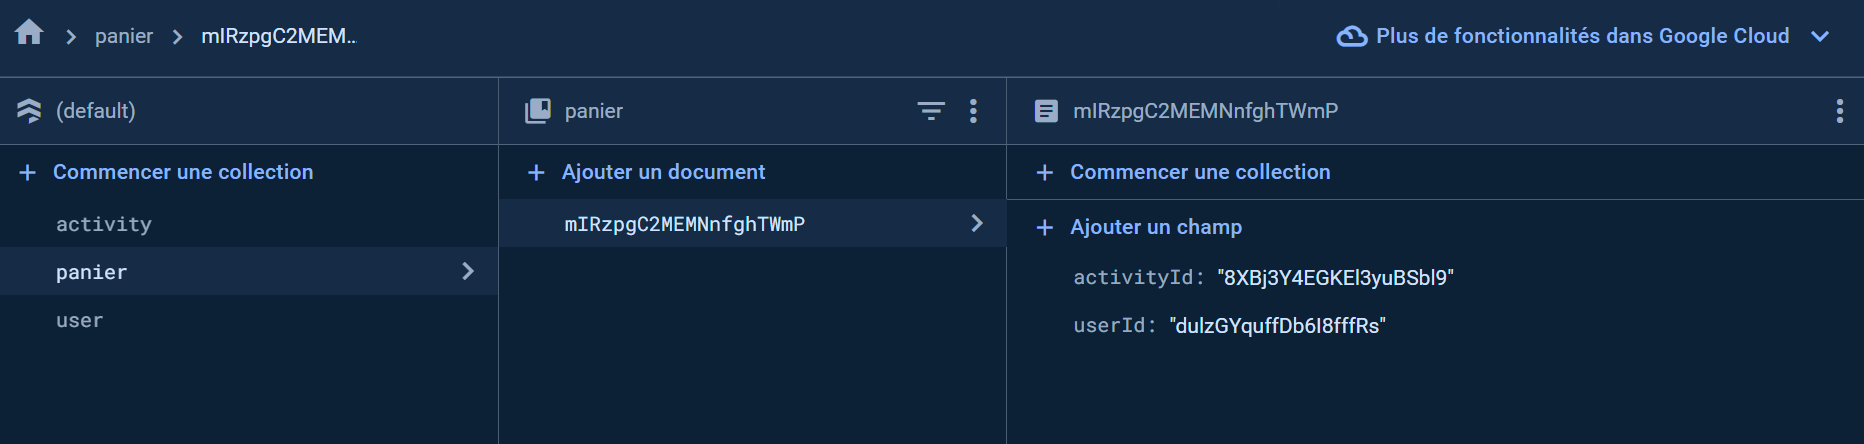 panier
mIRzpgC2MEM...
Plus de fonctionnalités dans Google Cloud
(default)
panier
mIRzpgC2MEMNnfghTWmP
+ Commencer une collection
+ Ajouter un document
+ Commencer une collection
activity
mIRzpgC2MEMNnfghTWmP
+ Ajouter un champ
panier
activityId: "8XBj3Y4EGKEl3yuBSbl9"
user
userId: "dulzGYquffDb6I8fffRs"